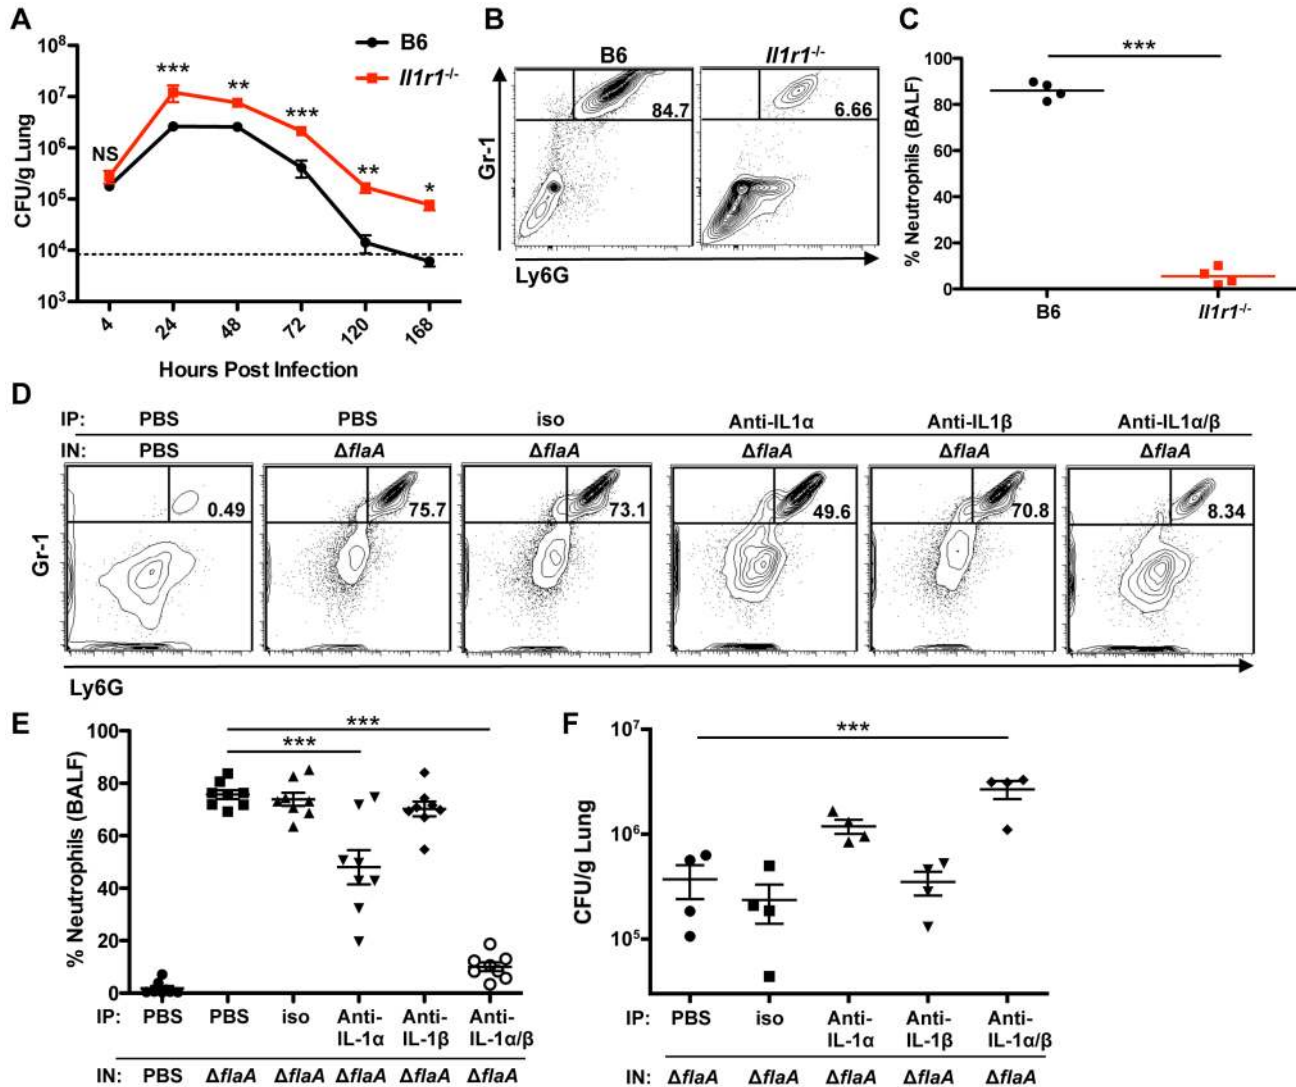 A
10⁸
10⁷
10⁶
10⁵
10⁴
10³
CFU/g Lung
B6
Il1r1⁻/⁻
NS
***
**
***
**
*
4
24
48
72
120
168
Hours Post Infection
B
B6
Il1r1⁻/⁻
84.7
6.66
Gr-1
Ly6G
C
***
100
80
60
40
20
0
% Neutrophils (BALF)
B6
Il1r1⁻/⁻
D
IP: PBS PBS iso Anti-IL1α Anti-IL1β Anti-IL1α/β
IN: PBS ΔflaA ΔflaA ΔflaA ΔflaA ΔflaA
0.49 75.7 73.1 49.6 70.8 8.34
Gr-1
Ly6G
E
***
***
100
80
60
40
20
0
% Neutrophils (BALF)
IP: PBS PBS iso Anti- Anti- Anti-
IL-1α IL-1β IL-1α/β
IN: PBS ΔflaA ΔflaA ΔflaA ΔflaA ΔflaA
F
***
10⁷
10⁶
10⁵
CFU/g Lung
IP: PBS iso Anti- Anti- Anti-
IL-1α IL-1β IL-1α/β
IN: ΔflaA ΔflaA ΔflaA ΔflaA ΔflaA